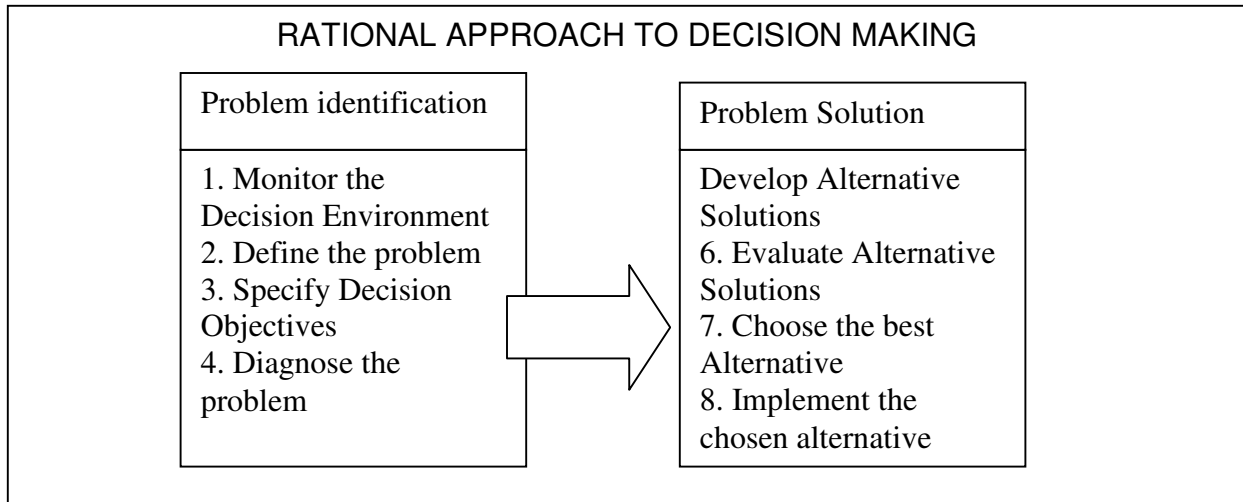 RATIONAL APPROACH TO DECISION MAKING
Problem identification
1. Monitor the
Decision Environment
2. Define the problem
3. Specify Decision
Objectives
4. Diagnose the
problem
Problem Solution
Develop Alternative
Solutions
6. Evaluate Alternative
Solutions
7. Choose the best
Alternative
8. Implement the
chosen alternative